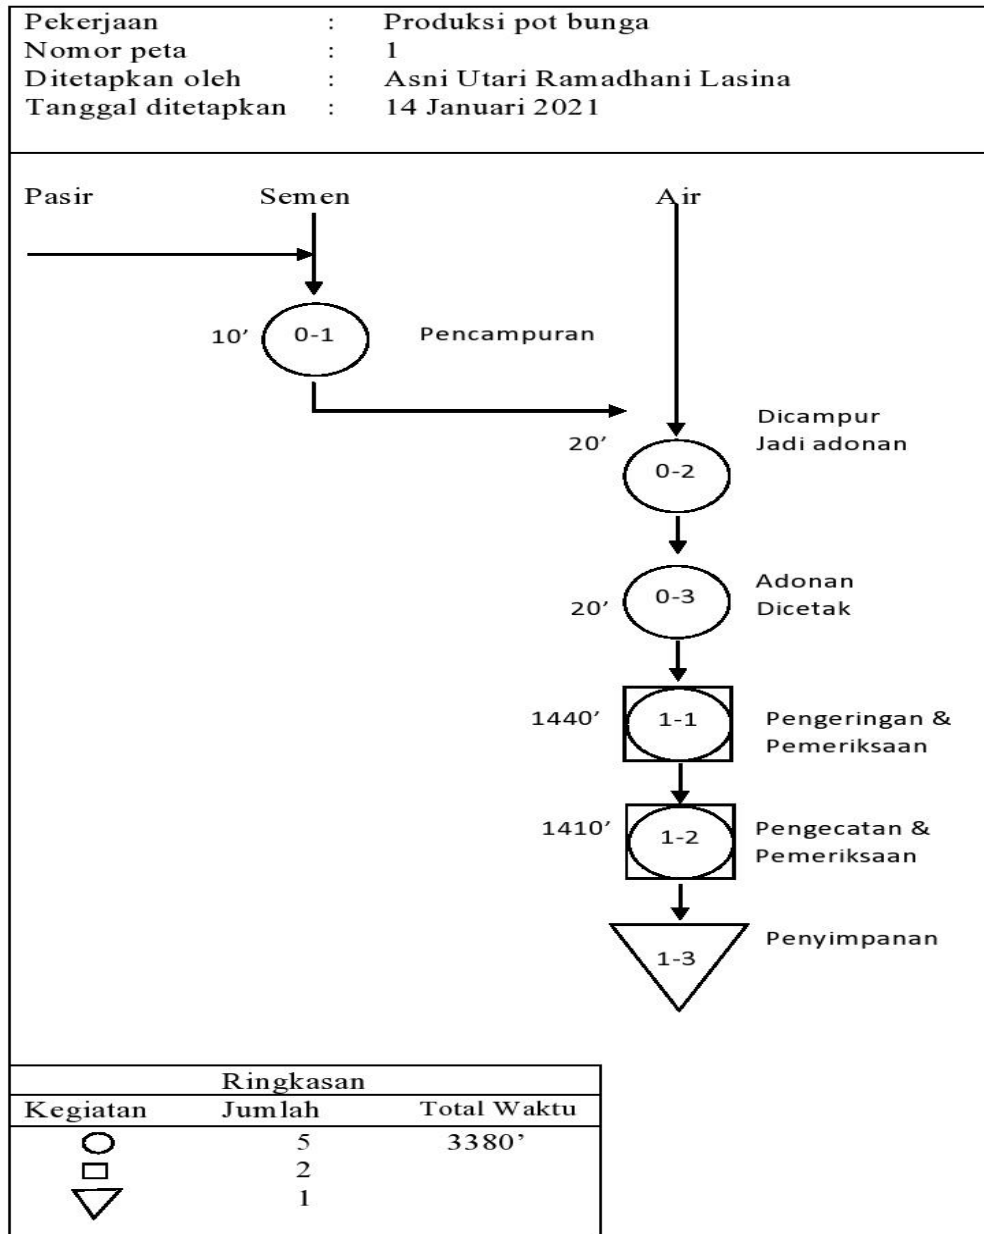 Pekerjaan : Produksi pot bunga
Nomor peta : 1
Ditetapkan oleh : Asni Utari Ramadhani Lasina
Tanggal ditetapkan : 14 Januari 2021
Pasir Semen Air
10’ 0-1 Pencampuran
Dicampur
Jadi adonan
20’
0-2
Adonan
Dicetak
20’
0-3
1440’ 1-1 Pengeringan &
Pemeriksaan
1410’ 1-2 Pengecatan &
Pemeriksaan
Penyimpanan
1-3
Ringkasan
Kegiatan Jumlah Total Waktu
5 3380’
2
1